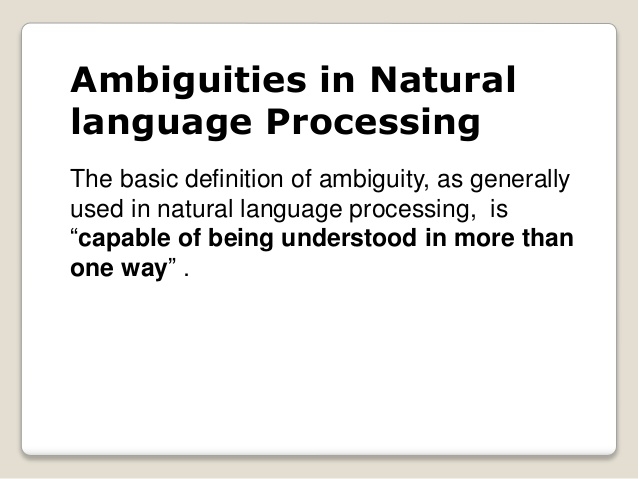 Ambiguities in Natural
language Processing
The basic definition of ambiguity, as generally
used in natural language processing,  is
“capable of being understood in more than
one way” .